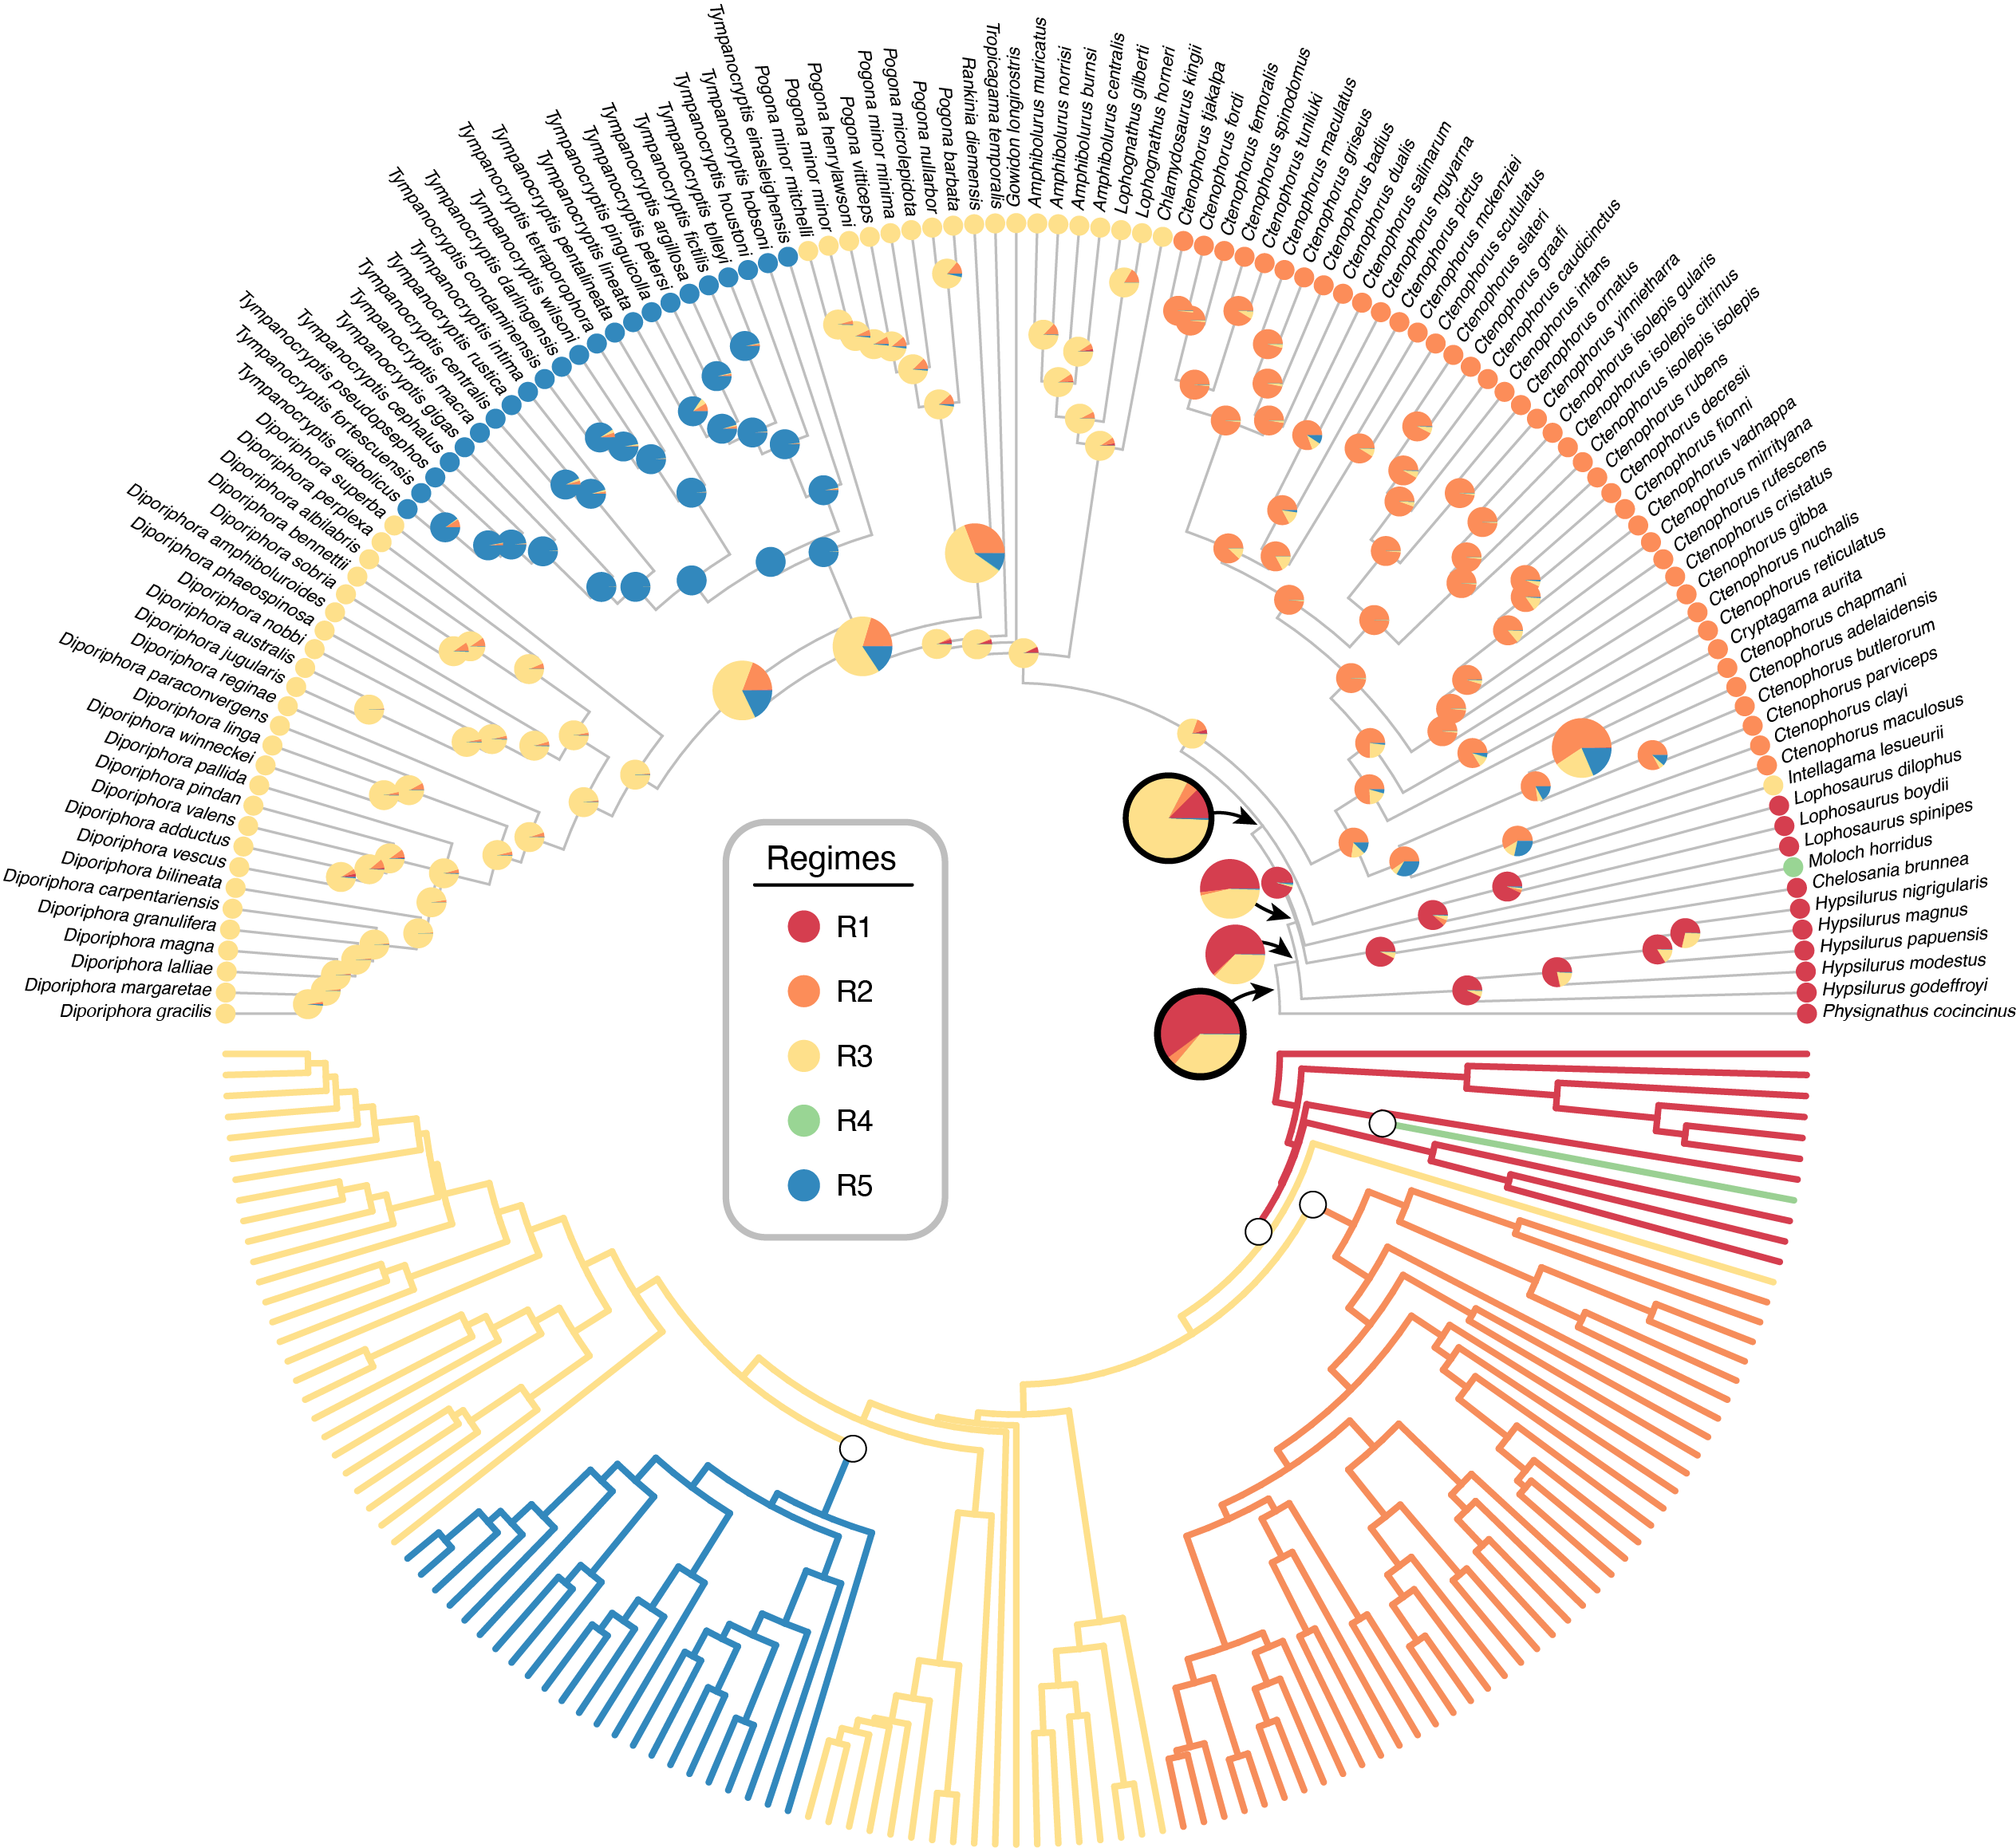 Diporiphora gracilis
Diporiphora margaretae
Diporiphora lalliae
Diporiphora magna
Diporiphora granulifera
Diporiphora carpentariensis
Diporiphora bilineata
Diporiphora vescus
Diporiphora adductus
Diporiphora valens
Diporiphora pindan
Diporiphora pallida
Diporiphora winneckei
Diporiphora linga
Diporiphora paraconvergens
Diporiphora reginae
Diporiphora jugularis
Diporiphora australis
Diporiphora nobbi
Diporiphora phaeospinosa
Diporiphora amphiboluroides
Diporiphora sobria
Diporiphora bennettii
Diporiphora albilabris
Diporiphora perplexa
Diporiphora superba
Tympanocryptis diabolicus
Tympanocryptis fortescuensis
Tympanocryptis pseudopsephos
Tympanocryptis cephalus
Tympanocryptis gigas
Tympanocryptis macra
Tympanocryptis centralis
Tympanocryptis rustica
Tympanocryptis intima
Tympanocryptis condaminensis
Tympanocryptis darlingensis
Tympanocryptis wilsoni
Tympanocryptis tetraporophora
Tympanocryptis pentalineata
Tympanocryptis lineata
Tympanocryptis pinguicolla
Tympanocryptis petersi
Tympanocryptis argillosa
Tympanocryptis fictilis
Tympanocryptis tolleyi
Tympanocryptis houstoni
Tympanocryptis hobsoni
Tympanocryptis einasleighensis
Pogona minor mitchelli
Pogona minor minor
Pogona henrylawsoni
Pogona vitticeps
Pogona minor minima
Pogona microlepidota
Pogona nullarbor
Pogona barbata
Rankinia diemensis
Tropicagama temporalis
Gowidon longirostris
Amphibolurus muricatus
Amphibolurus norrisi
Amphibolurus burnsi
Amphibolurus centralis
Lophognathus gilberti
Lophognathus horneri
Chlamydosaurus kingii
Ctenophorus tjakalpa
Ctenophorus fordi
Ctenophorus femoralis
Ctenophorus spinodomus
Ctenophorus tuniluki
Ctenophorus maculatus
Ctenophorus griseus
Ctenophorus badius
Ctenophorus dualis
Ctenophorus salinarum
Ctenophorus nguyarna
Ctenophorus pictus
Ctenophorus mckenziei
Ctenophorus scutulatus
Ctenophorus slateri
Ctenophorus graafi
Ctenophorus caudicinctus
Ctenophorus infans
Ctenophorus ornatus
Ctenophorus yinnietharra
Ctenophorus isolepis gularis
Ctenophorus isolepis citrinus
Ctenophorus isolepis isolepis
Ctenophorus rubens
Ctenophorus decresii
Ctenophorus fionni
Ctenophorus vadnappa
Ctenophorus mirrityana
Ctenophorus rufescens
Ctenophorus cristatus
Ctenophorus gibba
Ctenophorus nuchalis
Ctenophorus reticulatus
Cryptagama aurita
Ctenophorus chapmani
Ctenophorus adelaidensis
Ctenophorus butlerorum
Ctenophorus parviceps
Ctenophorus clayi
Ctenophorus maculosus
Intellagama lesueurii
Lophosaurus dilophus
Lophosaurus boydii
Lophosaurus spinipes
Moloch horridus
Chelosania brunnea
Hypsilurus nigrigularis
Hypsilurus magnus
Hypsilurus papuensis
Hypsilurus modestus
Hypsilurus godeffroyi
Physignathus cocincinus
Regimes
R1
R2
R3
R4
R5